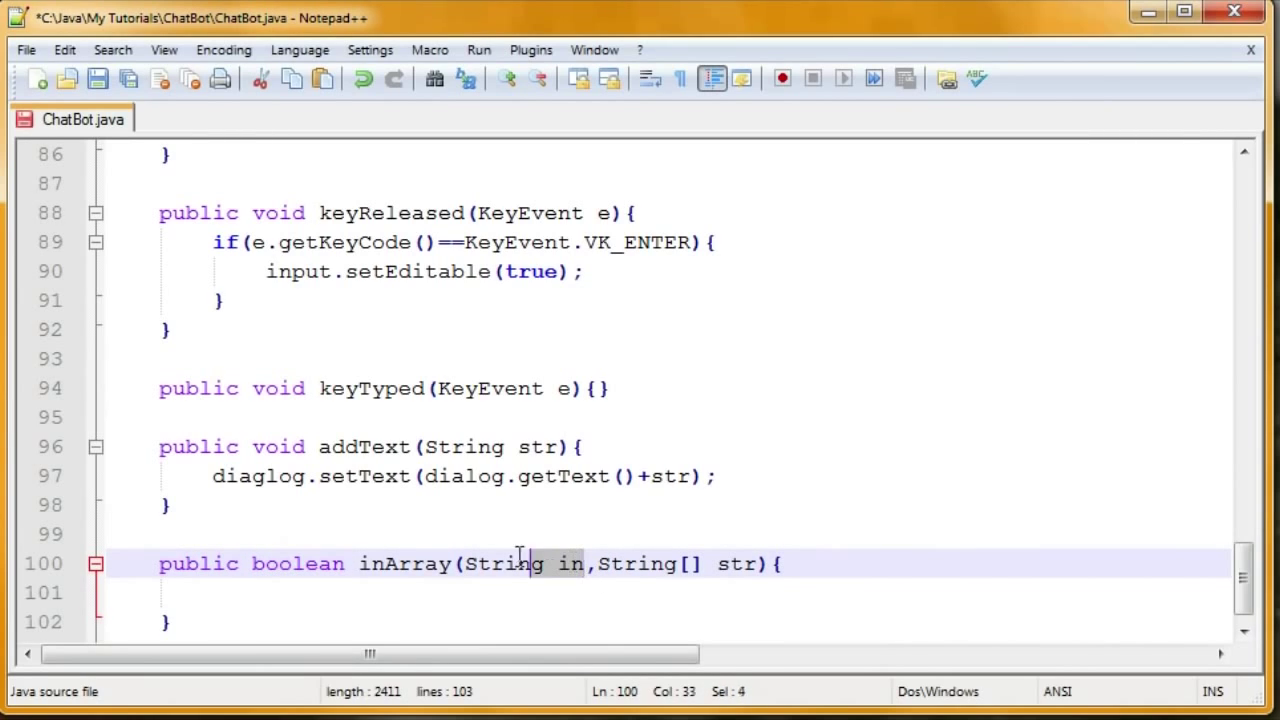 *C:\Java\My Tutorials\ChatBot\ChatBot.java - Notepad++
File Edit Search View Encoding Language Settings Macro Run Plugins Window ? X
ABC
ChatBot.java
86 }
87
88 public void keyReleased(KeyEvent e){
89 if(e.getKeyCode()==KeyEvent.VK_ENTER){
90 input.setEditable(true);
91 }
92 }
93
94 public void keyTyped(KeyEvent e){}
95
96 public void addText(String str){
97 diaglog.setText(dialog.getText()+str);
98 }
99
100 public boolean inArray(String in,String[] str){
101
102 }
Java source file length : 2411 lines : 103 Ln : 100 Col : 33 Sel : 4 Dos\Windows ANSI INS